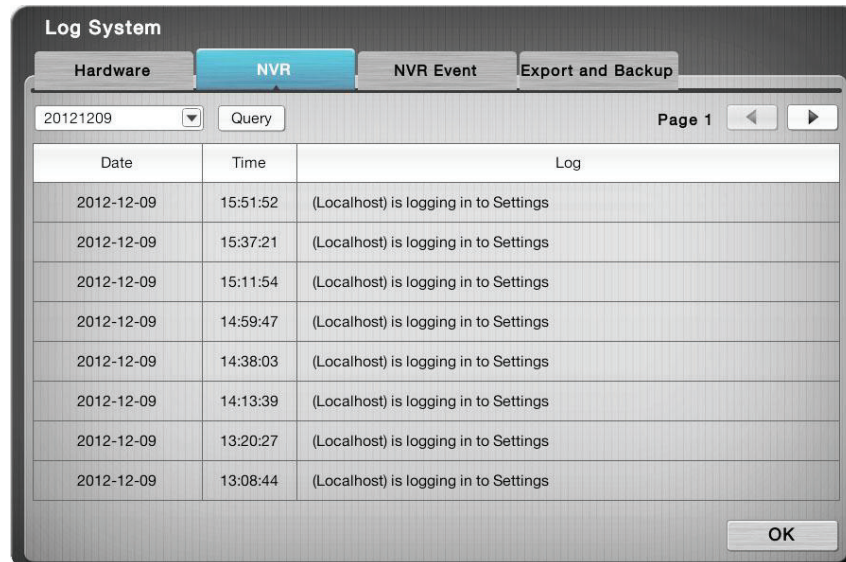 Log System
Hardware NVR NVR Event Export and Backup
20121209 Query Page 1
Date Time Log
2012-12-09 15:51:52 (Localhost) is logging in to Settings
2012-12-09 15:37:21 (Localhost) is logging in to Settings
2012-12-09 15:11:54 (Localhost) is logging in to Settings
2012-12-09 14:59:47 (Localhost) is logging in to Settings
2012-12-09 14:38:03 (Localhost) is logging in to Settings
2012-12-09 14:13:39 (Localhost) is logging in to Settings
2012-12-09 13:20:27 (Localhost) is logging in to Settings
2012-12-09 13:08:44 (Localhost) is logging in to Settings
OK